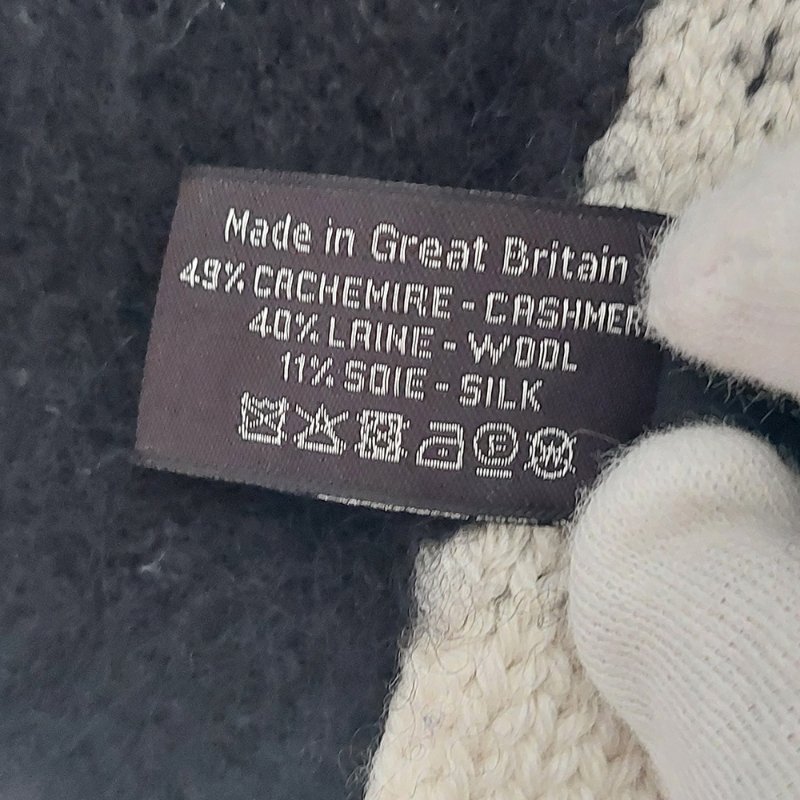 Made in Great Britain
49% CACHEMIRE - CASHMER
40% LAINE - WOOL
11% SOIE - SILK
P W